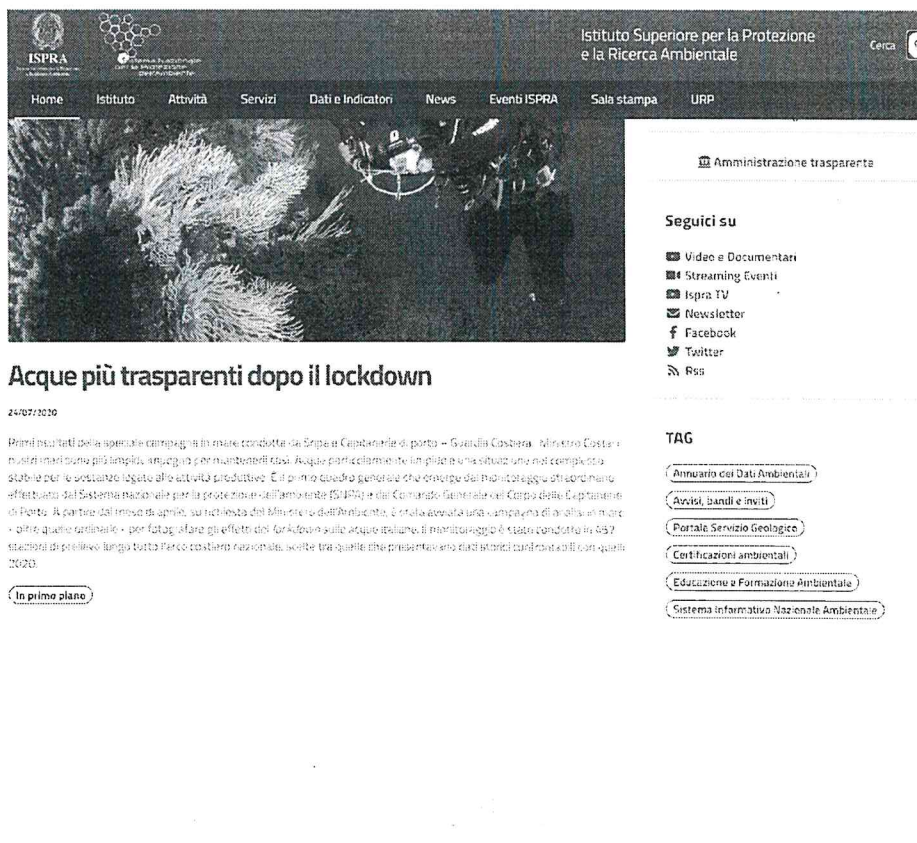 ISPRA
Sistema Nazionale
per la Protezione
dell'Ambiente
Istituto Superiore per la Protezione
e la Ricerca Ambientale
Cerca
Home Istituto Attività Servizi Dati e Indicatori News Eventi ISPRA Sala stampa URP
Amministrazione trasparente
Seguici su
Video e Documentari
Streaming Eventi
Ispra TV
Newsletter
Facebook
Twitter
Rss
Acque più trasparenti dopo il lockdown
24/07/2020
Primi risultati della speciale campagna in mare condotta da Snpa e Capitanerie di porto – Guardia Costiera. Ministro Costa: i
nostri mari sono più limpidi, impegno per mantenerli così. Acque particolarmente limpide e una situazione nel complesso
stabile per le sostanze legate alle attività produttive. È il primo quadro generale che emerge dal monitoraggio straordinario
effettuato dal Sistema nazionale per la protezione dell'ambiente (SNPA) e dal Comando Generale del Corpo delle Capitanerie
di Porto. A partire dal mese di aprile, su richiesta del Ministero dell'Ambiente, è stata avviata una campagna di analisi in mare
- oltre quelle ordinarie - per fotografare gli effetti del lockdown sulle acque italiane. Il monitoraggio è stato condotto in 457
stazioni di prelievo lungo tutto l'arco costiero nazionale, scelte tra quelle che presentavano dati storici confrontabili con quelli
2020.
In primo piano
TAG
Annuario dei Dati Ambientali
Avvisi, bandi e inviti
Portale Servizio Geologico
Certificazioni ambientali
Educazione e Formazione Ambientale
Sistema Informativo Nazionale Ambientale